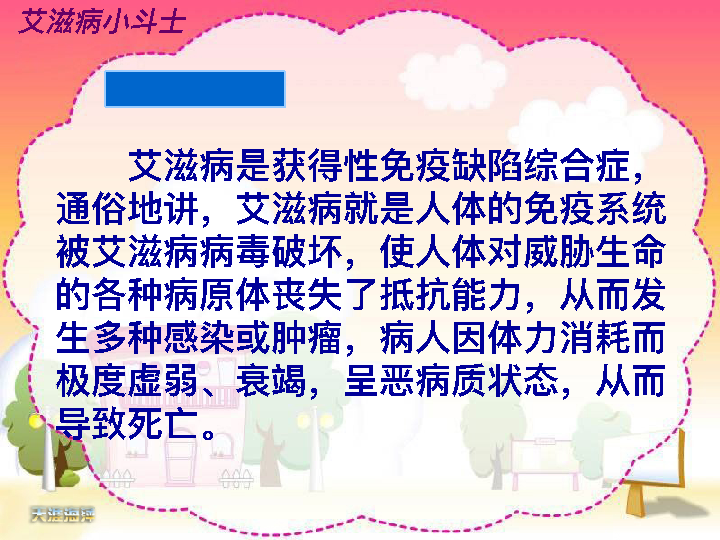 艾滋病小斗士
艾滋病是获得性免疫缺陷综合症，
通俗地讲，艾滋病就是人体的免疫系统
被艾滋病病毒破坏，使人体对威胁生命
的各种病原体丧失了抵抗能力，从而发
生多种感染或肿瘤，病人因体力消耗而
极度虚弱、衰竭，呈恶病质状态，从而
导致死亡。